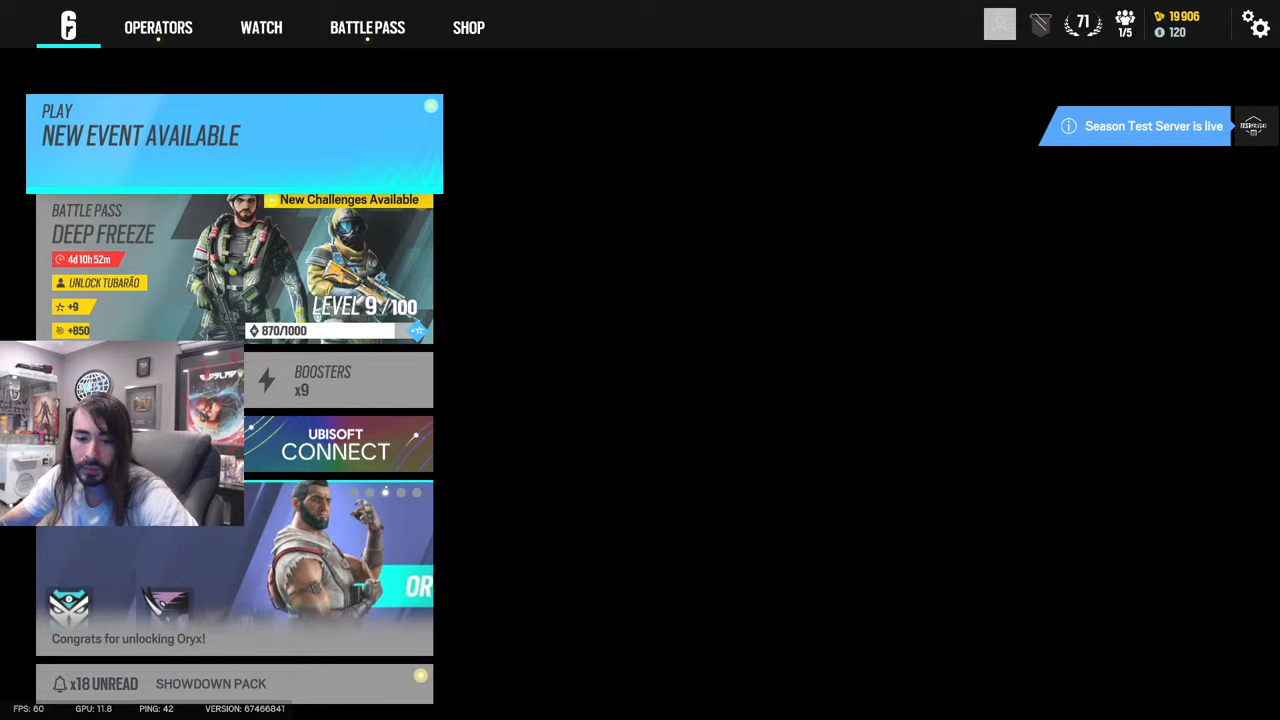 OPERATORS
WATCH
BATTLE PASS
SHOP
71
1/5
19 906
120
PLAY
NEW EVENT AVAILABLE
Season Test Server is live
New Challenges Available
BATTLE PASS
DEEP FREEZE
4d 10h 52m
UNLOCK TUBARÃO
+9
+850
LEVEL 9 /100
870/1000
BOOSTERS
x9
UBISOFT
CONNECT
OR
Congrats for unlocking Oryx!
x18 UNREAD
SHOWDOWN PACK
FPS: 60
GPU: 11.8
PING: 42
VERSION: 67466841